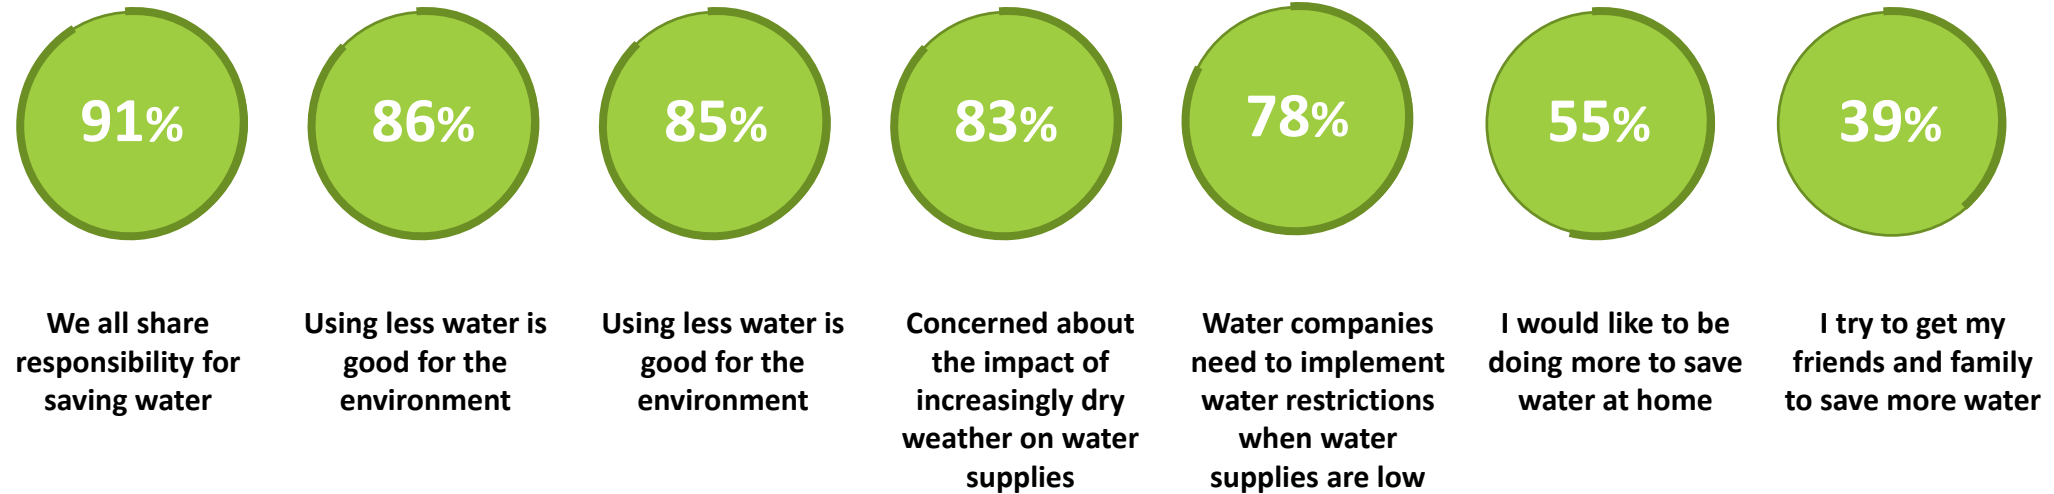 91%
We all share
responsibility for
saving water
86%
Using less water is
good for the
environment
85%
Using less water is
good for the
environment
83%
Concerned about
the impact of
increasingly dry
weather on water
supplies
78%
Water companies
need to implement
water restrictions
when water
supplies are low
55%
I would like to be
doing more to save
water at home
39%
I try to get my
friends and family
to save more water